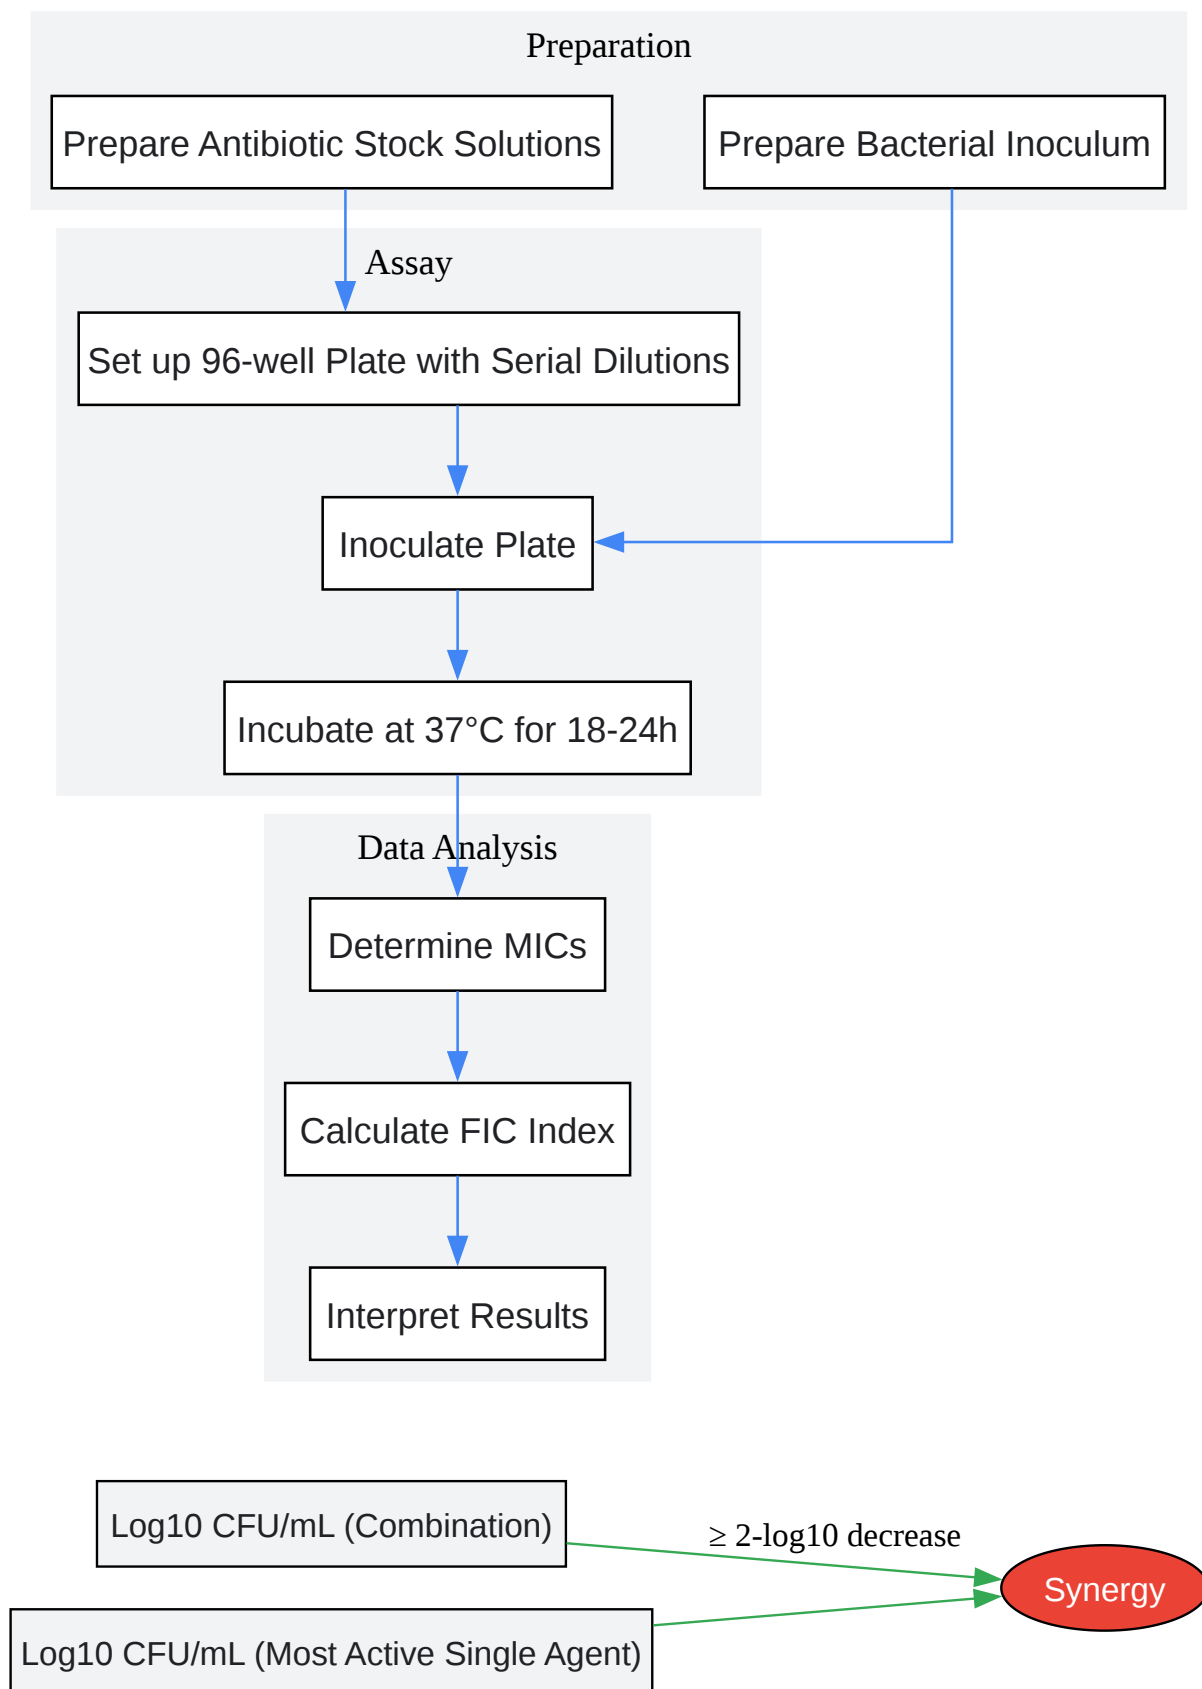 Preparation
Prepare Antibiotic Stock Solutions
Prepare Bacterial Inoculum
Assay
Set up 96-well Plate with Serial Dilutions
Inoculate Plate
Incubate at 37°C for 18-24h
Data Analysis
Determine MICs
Calculate FIC Index
Interpret Results
Log10 CFU/mL (Combination)
≥ 2-log10 decrease
Synergy
Log10 CFU/mL (Most Active Single Agent)